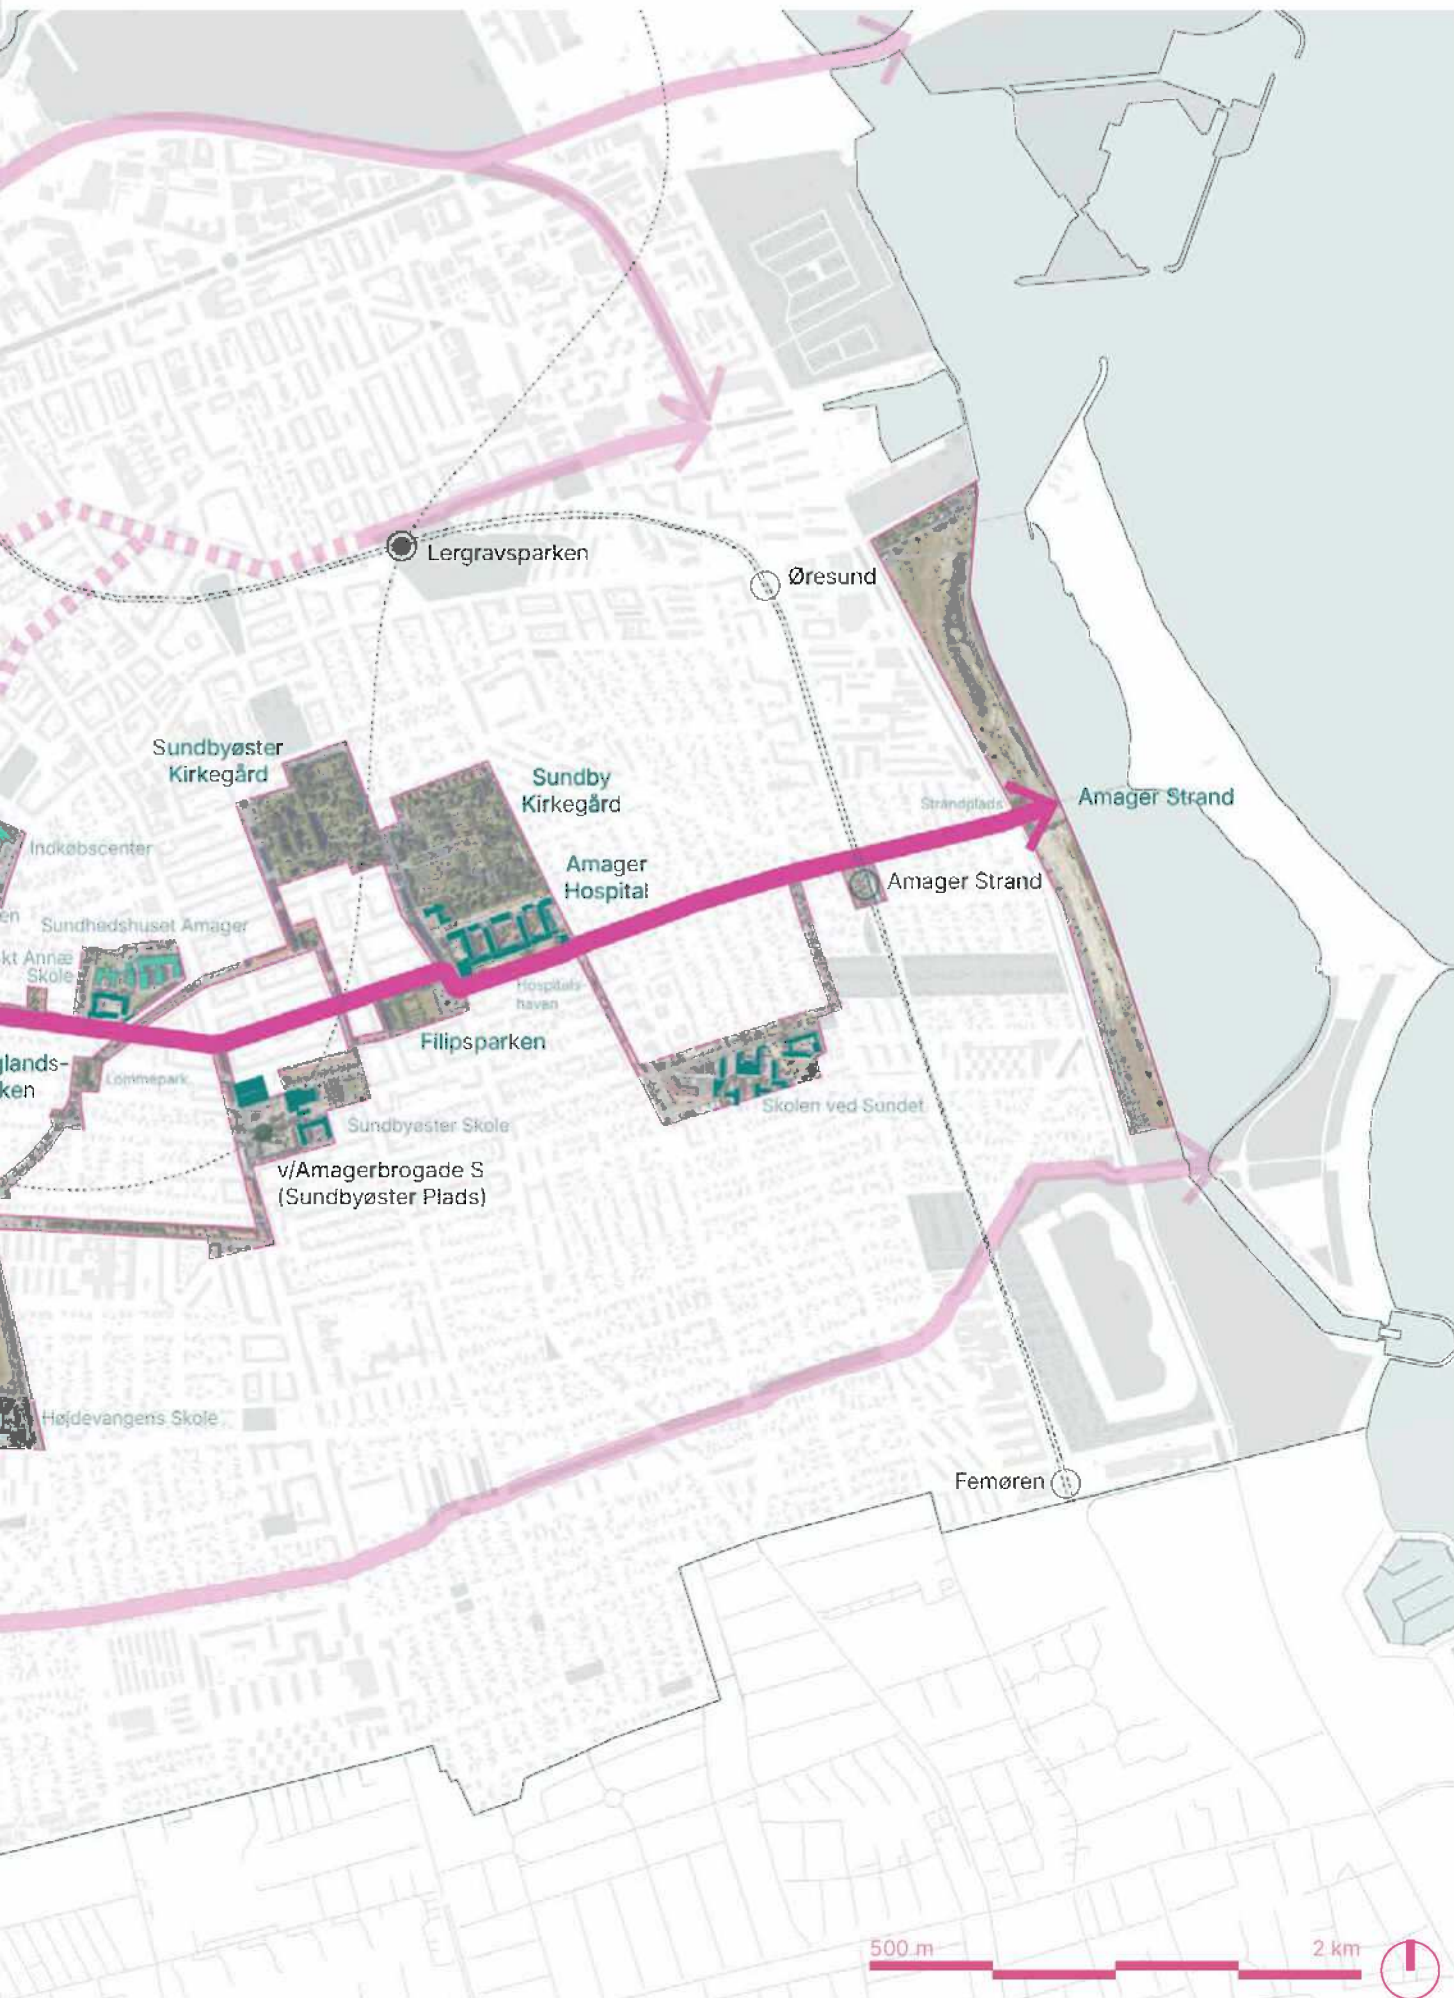 Lergravsparken
Øresund
Sundbyøster
Kirkegård
Sundby
Kirkegård
Strandplads
Amager Strand
Indkøbscenter
Amager
Hospital
Amager Strand
en
Sundhedshuset Amager
kt Annæ
Skole
Hospitals-
haven
Filipsparken
glands-
ken
Lommepark
Skolen ved Sundet
Sundbyøster Skole
v/Amagerbrogade S
(Sundbyøster Plads)
Højdevangens Skole
Femøren
500 m
2 km